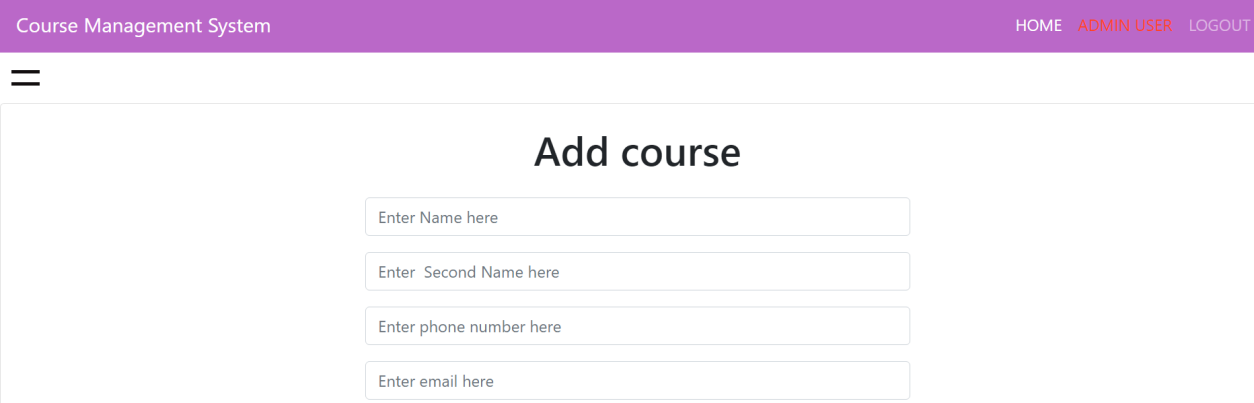 Course Management System
HOME ADMIN USER LOGOUT
Add course
Enter Name here
Enter  Second Name here
Enter phone number here
Enter email here